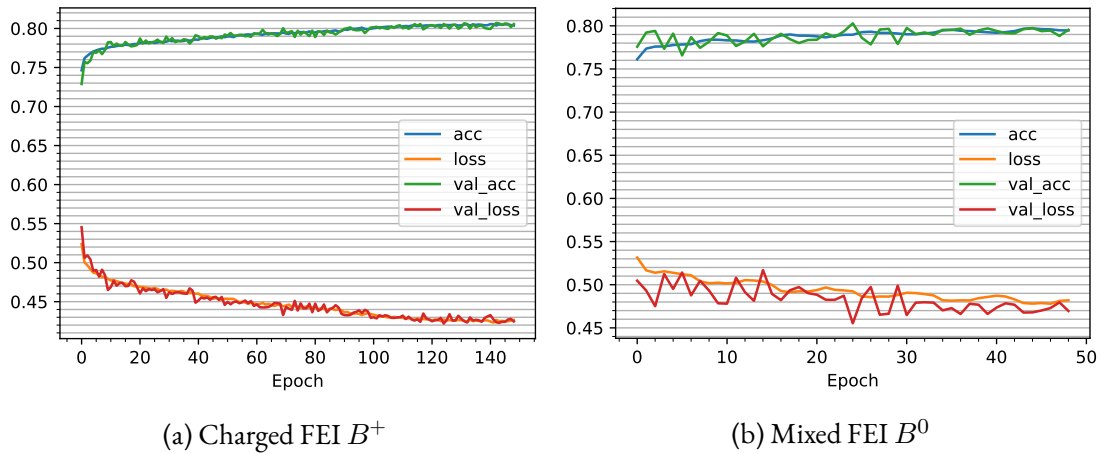 0.80
0.75
0.70
0.65
0.60
0.55
0.50
0.45
acc
loss
val_acc
val_loss
0 20 40 60 80 100 120 140
Epoch
(a) Charged FEI B⁺
0.80
0.75
0.70
0.65
0.60
0.55
0.50
0.45
acc
loss
val_acc
val_loss
0 10 20 30 40 50
Epoch
(b) Mixed FEI B⁰